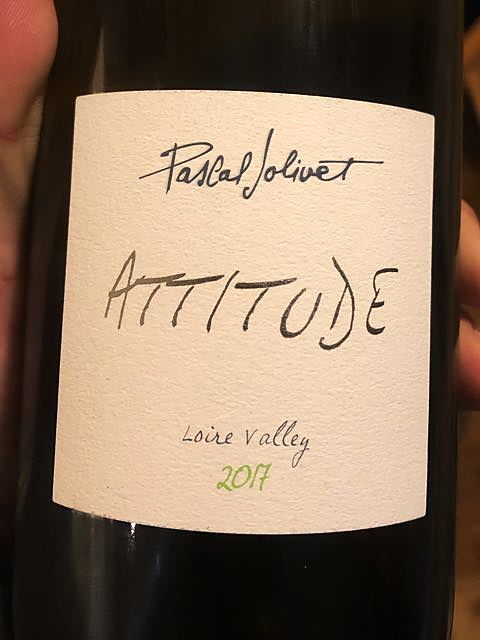 Pascal Jolivet
ATTITUDE
Loire Valley
2017